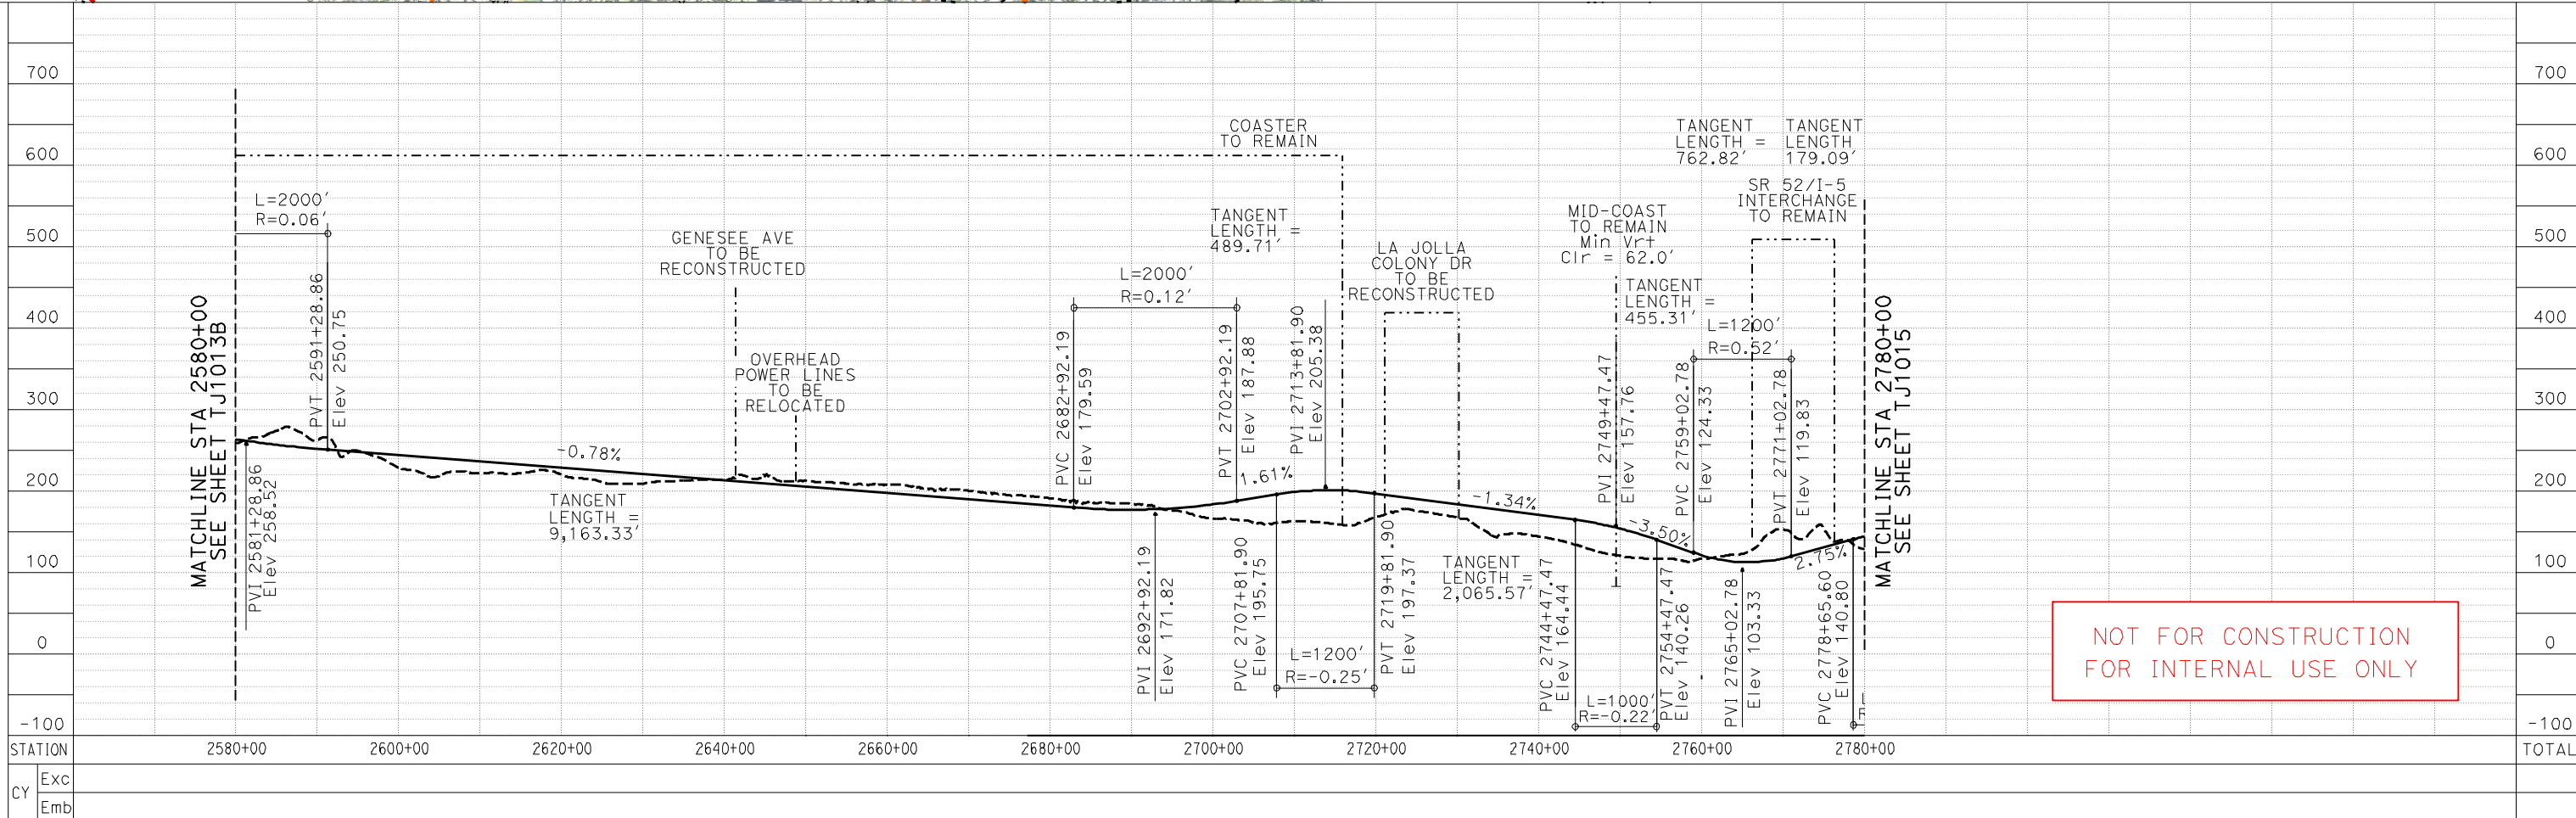 700
600
500
400
300
200
100
0
-100
STATION
CY
Exc
Emb
MATCHLINE STA 2580+00
SEE SHEET TJ1013B
L=2000'
R=0.06'
PVI 2581+28.86
Elev 258.52
PVT 2591+28.86
Elev 250.75
-0.78%
TANGENT
LENGTH =
9,163.33'
GENESEE AVE
TO BE
RECONSTRUCTED
OVERHEAD
POWER LINES
TO BE
RELOCATED
COASTER
TO REMAIN
L=2000'
R=0.12'
PVC 2682+92.19
Elev 179.59
PVI 2692+92.19
Elev 171.82
PVT 2702+92.19
Elev 187.88
1.61%
TANGENT
LENGTH =
489.71'
PVC 2707+81.90
Elev 195.75
PVI 2713+81.90
Elev 205.38
L=1200'
R=-0.25'
PVT 2719+81.90
Elev 197.37
LA JOLLA
COLONY DR
TO BE
RECONSTRUCTED
-1.34%
TANGENT
LENGTH =
2,065.57'
MID-COAST
TO REMAIN
Min Vrt
Clr = 62.0'
PVC 2744+47.47
Elev 164.44
PVI 2749+47.47
Elev 157.76
L=1000'
R=-0.22'
PVT 2754+47.47
Elev 140.26
-3.50%
TANGENT
LENGTH =
455.31'
L=1200'
R=0.52'
PVC 2759+02.78
Elev 124.33
PVI 2765+02.78
Elev 103.33
PVT 2771+02.78
Elev 119.83
2.75%
TANGENT
LENGTH =
762.82'
TANGENT
LENGTH
179.09'
SR 52/I-5
INTERCHANGE
TO REMAIN
PVC 2778+65.60
Elev 140.80
MATCHLINE STA 2780+00
SEE SHEET TJ1015
NOT FOR CONSTRUCTION
FOR INTERNAL USE ONLY
2580+00 2600+00 2620+00 2640+00 2660+00 2680+00 2700+00 2720+00 2740+00 2760+00 2780+00
700
600
500
400
300
200
100
0
-100
TOTAL